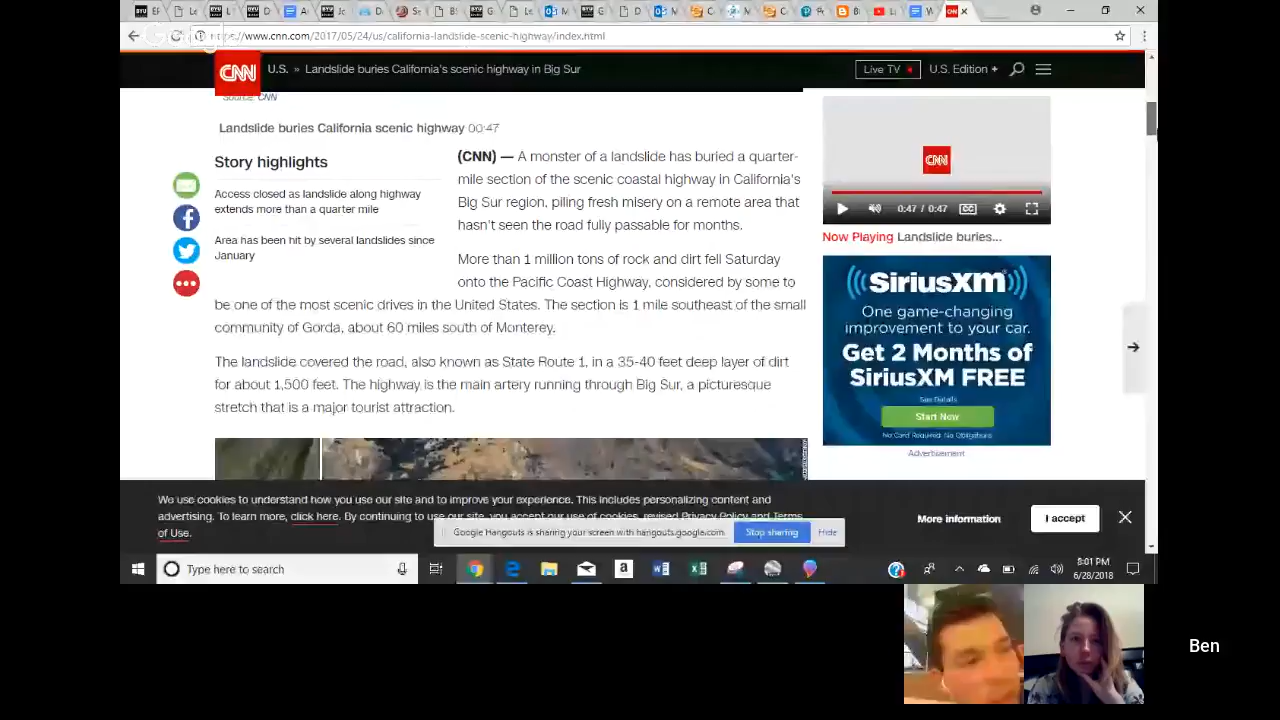 https://www.cnn.com/2017/05/24/us/california-landslide-scenic-highway/index.html
CNN
U.S. » Landslide buries California's scenic highway in Big Sur
Live TV
U.S. Edition +
Source: CNN
Landslide buries California scenic highway 00:47
Story highlights
Access closed as landslide along highway
extends more than a quarter mile
Area has been hit by several landslides since
January
(CNN) — A monster of a landslide has buried a quarter-
mile section of the scenic coastal highway in California's
Big Sur region, piling fresh misery on a remote area that
hasn't seen the road fully passable for months.
More than 1 million tons of rock and dirt fell Saturday
onto the Pacific Coast Highway, considered by some to
be one of the most scenic drives in the United States. The section is 1 mile southeast of the small
community of Gorda, about 60 miles south of Monterey.
The landslide covered the road, also known as State Route 1, in a 35-40 feet deep layer of dirt
for about 1,500 feet. The highway is the main artery running through Big Sur, a picturesque
stretch that is a major tourist attraction.
CNN
0:47 / 0:47
CC
Now Playing Landslide buries...
SiriusXm
One game-changing
improvement to your car.
Get 2 Months of
SiriusXM FREE
See Details
Start Now
No Card Required. No Obligations
Advertisement
We use cookies to understand how you use our site and to improve your experience. This includes personalizing content and
advertising. To learn more, click here. By continuing to use our site, you accept our use of cookies, revised Privacy Policy and Terms
of Use.
More information
I accept
Google Hangouts is sharing your screen with hangouts.google.com.
Stop sharing
Hide
Type here to search
8:01 PM
6/28/2018
Ben